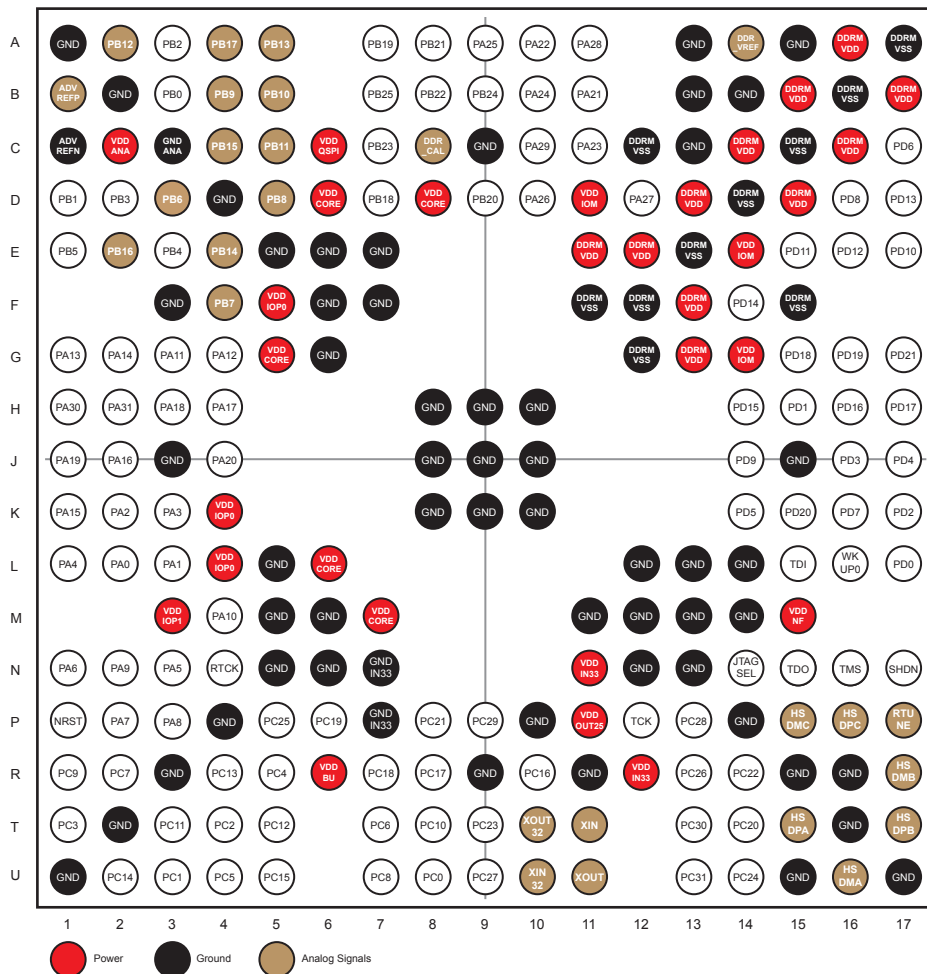 A GND PB12 PB2 PB17 PB13 PB19 PB21 PA25 PA22 PA28 GND DDR _VREF GND DDRM VDD DDRM VSS
B ADV REFP GND PB0 PB9 PB10 PB25 PB22 PB24 PA24 PA21 GND GND DDRM VDD DDRM VSS DDRM VDD
C ADV REFN VDD ANA GND ANA PB15 PB11 VDD QSPI PB23 DDR _CAL GND PA29 PA23 DDRM VSS GND DDRM VDD DDRM VSS DDRM VDD PD6
D PB1 PB3 PB6 GND PB8 VDD CORE PB18 VDD CORE PB20 PA26 VDD IOM PA27 DDRM VDD DDRM VSS DDRM VDD PD8 PD13
E PB5 PB16 PB4 PB14 GND GND GND DDRM VDD DDRM VDD DDRM VSS VDD IOM PD11 PD12 PD10
F GND PB7 VDD IOP0 GND GND DDRM VSS DDRM VSS DDRM VDD PD14 DDRM VSS
G PA13 PA14 PA11 PA12 VDD CORE GND DDRM VSS DDRM VDD VDD IOM PD18 PD19 PD21
H PA30 PA31 PA18 PA17 GND GND GND PD15 PD1 PD16 PD17
J PA19 PA16 GND PA20 GND GND GND PD9 GND PD3 PD4
K PA15 PA2 PA3 VDD IOP0 GND GND GND PD5 PD20 PD7 PD2
L PA4 PA0 PA1 VDD IOP0 GND VDD CORE GND GND GND TDI WK UP0 PD0
M VDD IOP1 PA10 GND GND VDD CORE GND GND GND GND VDD NF
N PA6 PA9 PA5 RTCK GND GND GND IN33 VDD IN33 GND GND JTAG SEL TDO TMS SHDN
P NRST PA7 PA8 GND PC25 PC19 GND IN33 PC21 PC29 GND VDD OUT25 TCK PC28 GND HS DMC HS DPC RTU NE
R PC9 PC7 GND PC13 PC4 VDD BU PC18 PC17 GND PC16 GND VDD IN33 PC26 PC22 GND GND HS DMB
T PC3 GND PC11 PC2 PC12 PC6 PC10 PC23 XOUT 32 XIN PC30 PC20 HS DPA GND HS DPB
U GND PC14 PC1 PC5 PC15 PC8 PC0 PC27 XIN 32 XOUT PC31 PC24 GND HS DMA GND
1 2 3 4 5 6 7 8 9 10 11 12 13 14 15 16 17
Power Ground Analog Signals